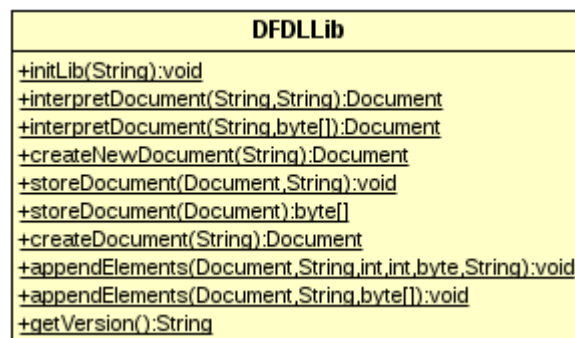 DFDLLib
+initLib(String):void
+interpretDocument(String,String):Document
+interpretDocument(String,byte[]):Document
+createNewDocument(String):Document
+storeDocument(Document,String):void
+storeDocument(Document):byte[]
+createDocument(String):Document
+appendElements(Document,String,int,int,byte,String):void
+appendElements(Document,String,byte[]):void
+getVersion():String